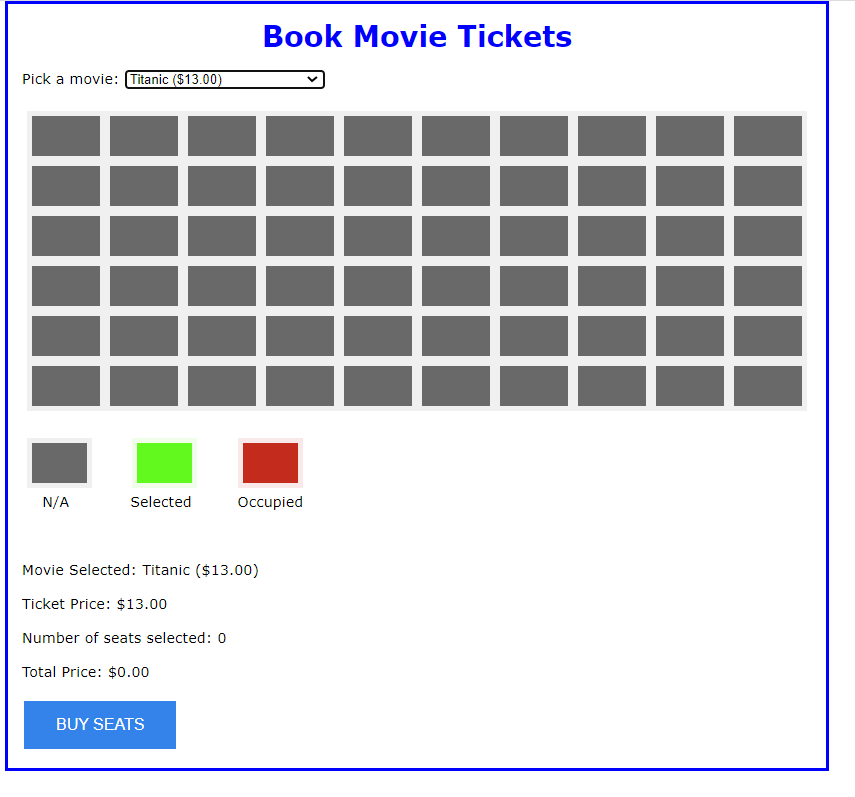 Book Movie Tickets
Pick a movie: Titanic ($13.00)
N/A Selected Occupied
Movie Selected: Titanic ($13.00)
Ticket Price: $13.00
Number of seats selected: 0
Total Price: $0.00
BUY SEATS